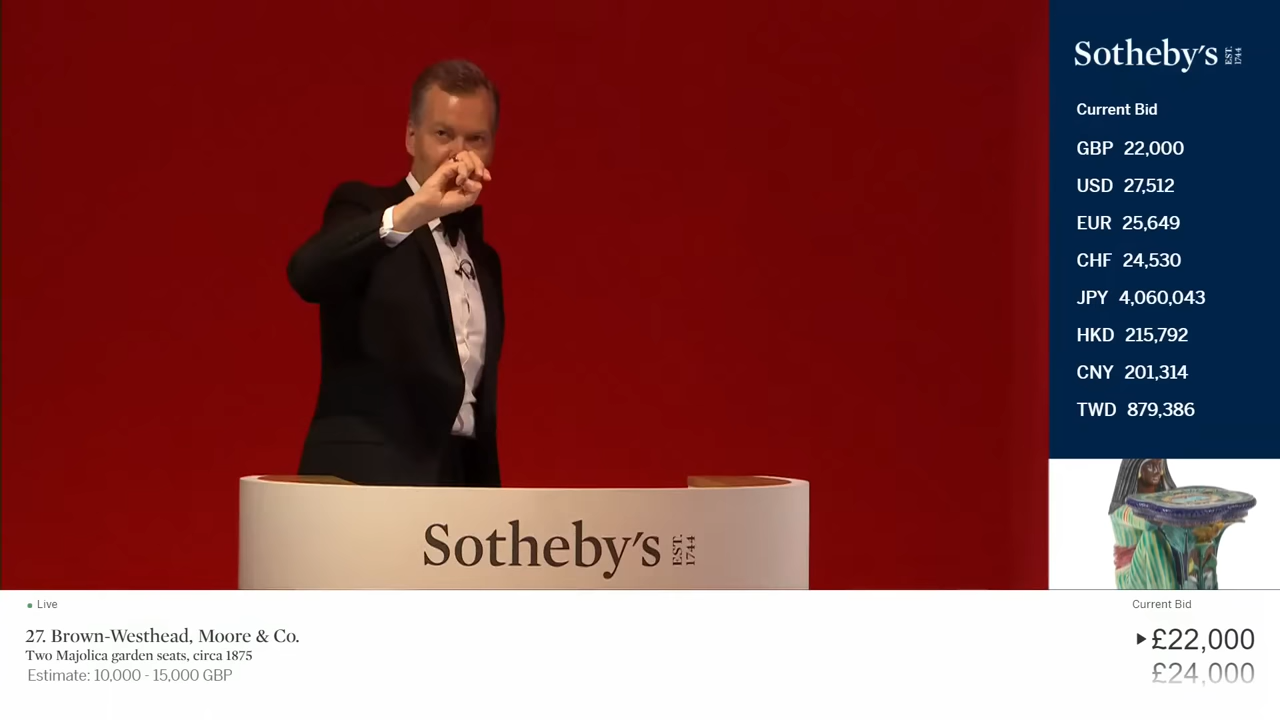 Sotheby's EST. 1744
Current Bid
GBP 22,000
USD 27,512
EUR 25,649
CHF 24,530
JPY 4,060,043
HKD 215,792
CNY 201,314
TWD 879,386
Sotheby's EST. 1744
Live
27. Brown-Westhead, Moore & Co.
Two Majolica garden seats, circa 1875
Estimate: 10,000 - 15,000 GBP
Current Bid
£22,000
£24,000